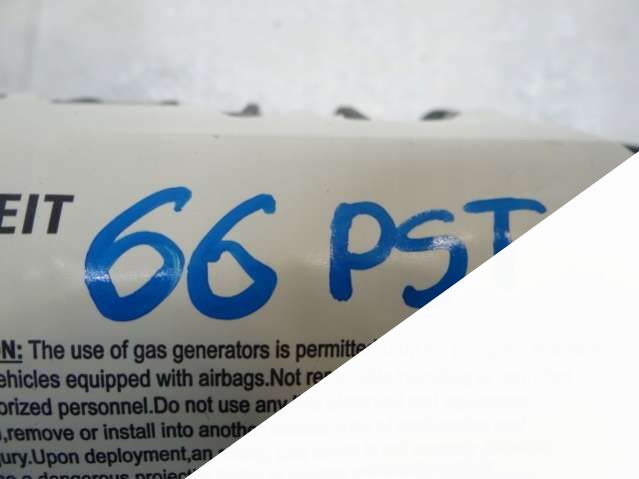 EIT 66 PST
N: The use of gas generators is permitte
ehicles equipped with airbags.Not re
orized personnel.Do not use any
,remove or install into anothe
jury.Upon deployment,an